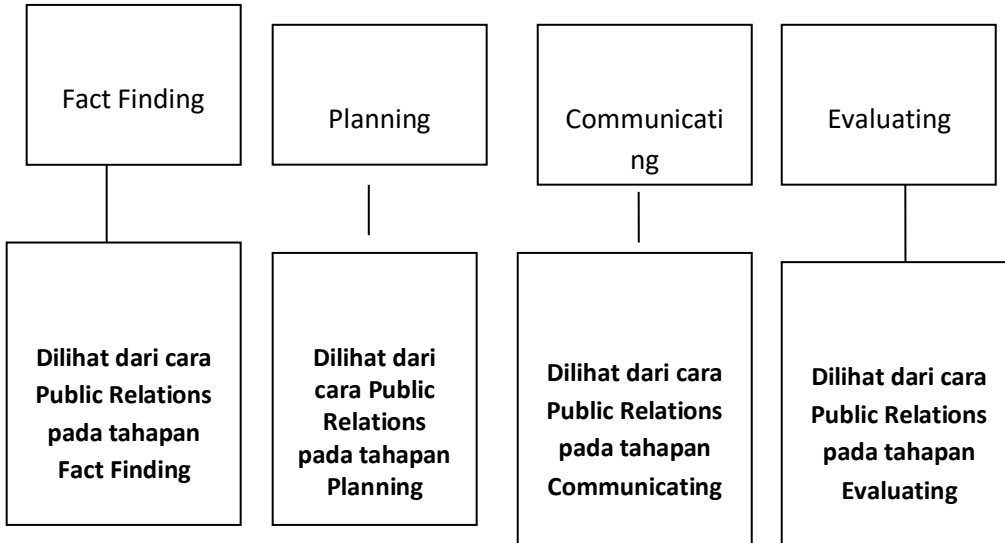 Fact Finding
Planning
Communicati
ng
Evaluating
Dilihat dari cara
Public Relations
pada tahapan
Fact Finding
Dilihat dari
cara Public
Relations
pada tahapan
Planning
Dilihat dari cara
Public Relations
pada tahapan
Communicating
Dilihat dari cara
Public Relations
pada tahapan
Evaluating